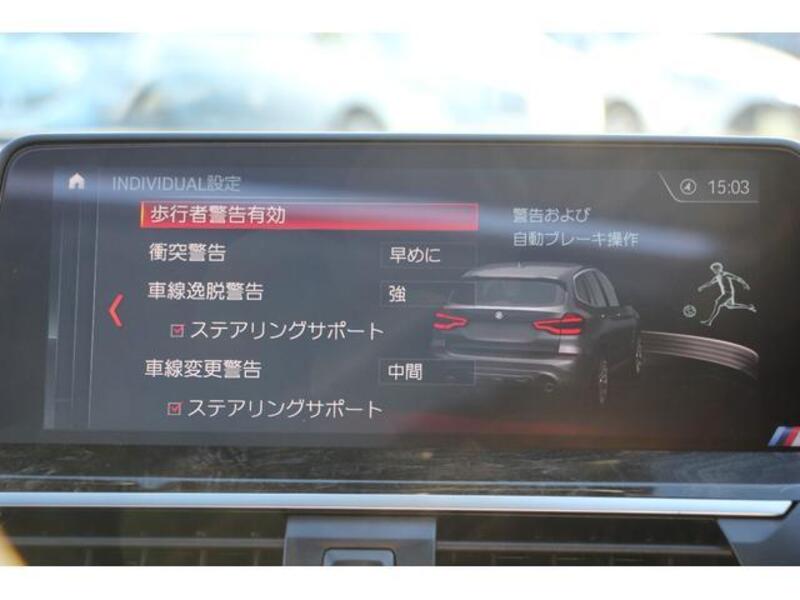 INDIVIDUAL設定
15:03
歩行者警告有効
衝突警告 早めに
車線逸脱警告 強
ステアリングサポート
車線変更警告 中間
ステアリングサポート
警告および
自動ブレーキ操作